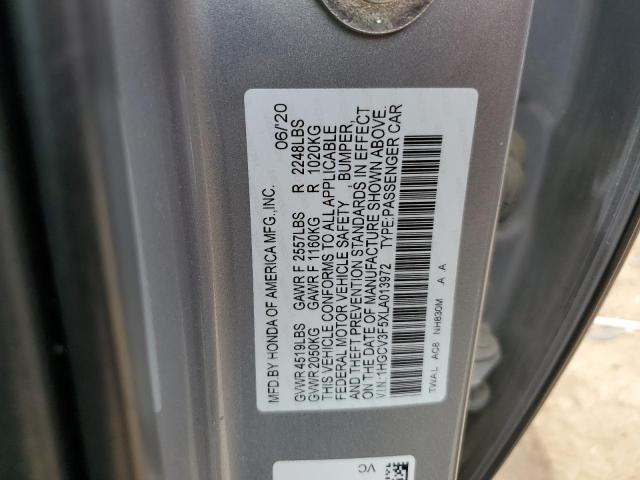 MFD.BY HONDA OF AMERICA MFG.,INC. 06/20
GVWR 4519LBS GAWR F 2557LBS R 2248LBS
GVWR 2050KG GAWR F 1160KG R 1020KG
THIS VEHICLE CONFORMS TO ALL APPLICABLE
FEDERAL MOTOR VEHICLE SAFETY BUMPER,
AND THEFT PREVENTION STANDARDS IN EFFECT
ON THE DATE OF MANUFACTURE SHOWN ABOVE.
V.I.N:1HGCV3F5XLA013972 TYPE:PASSENGER CAR
TWAL AC8 NH830M A A
VC